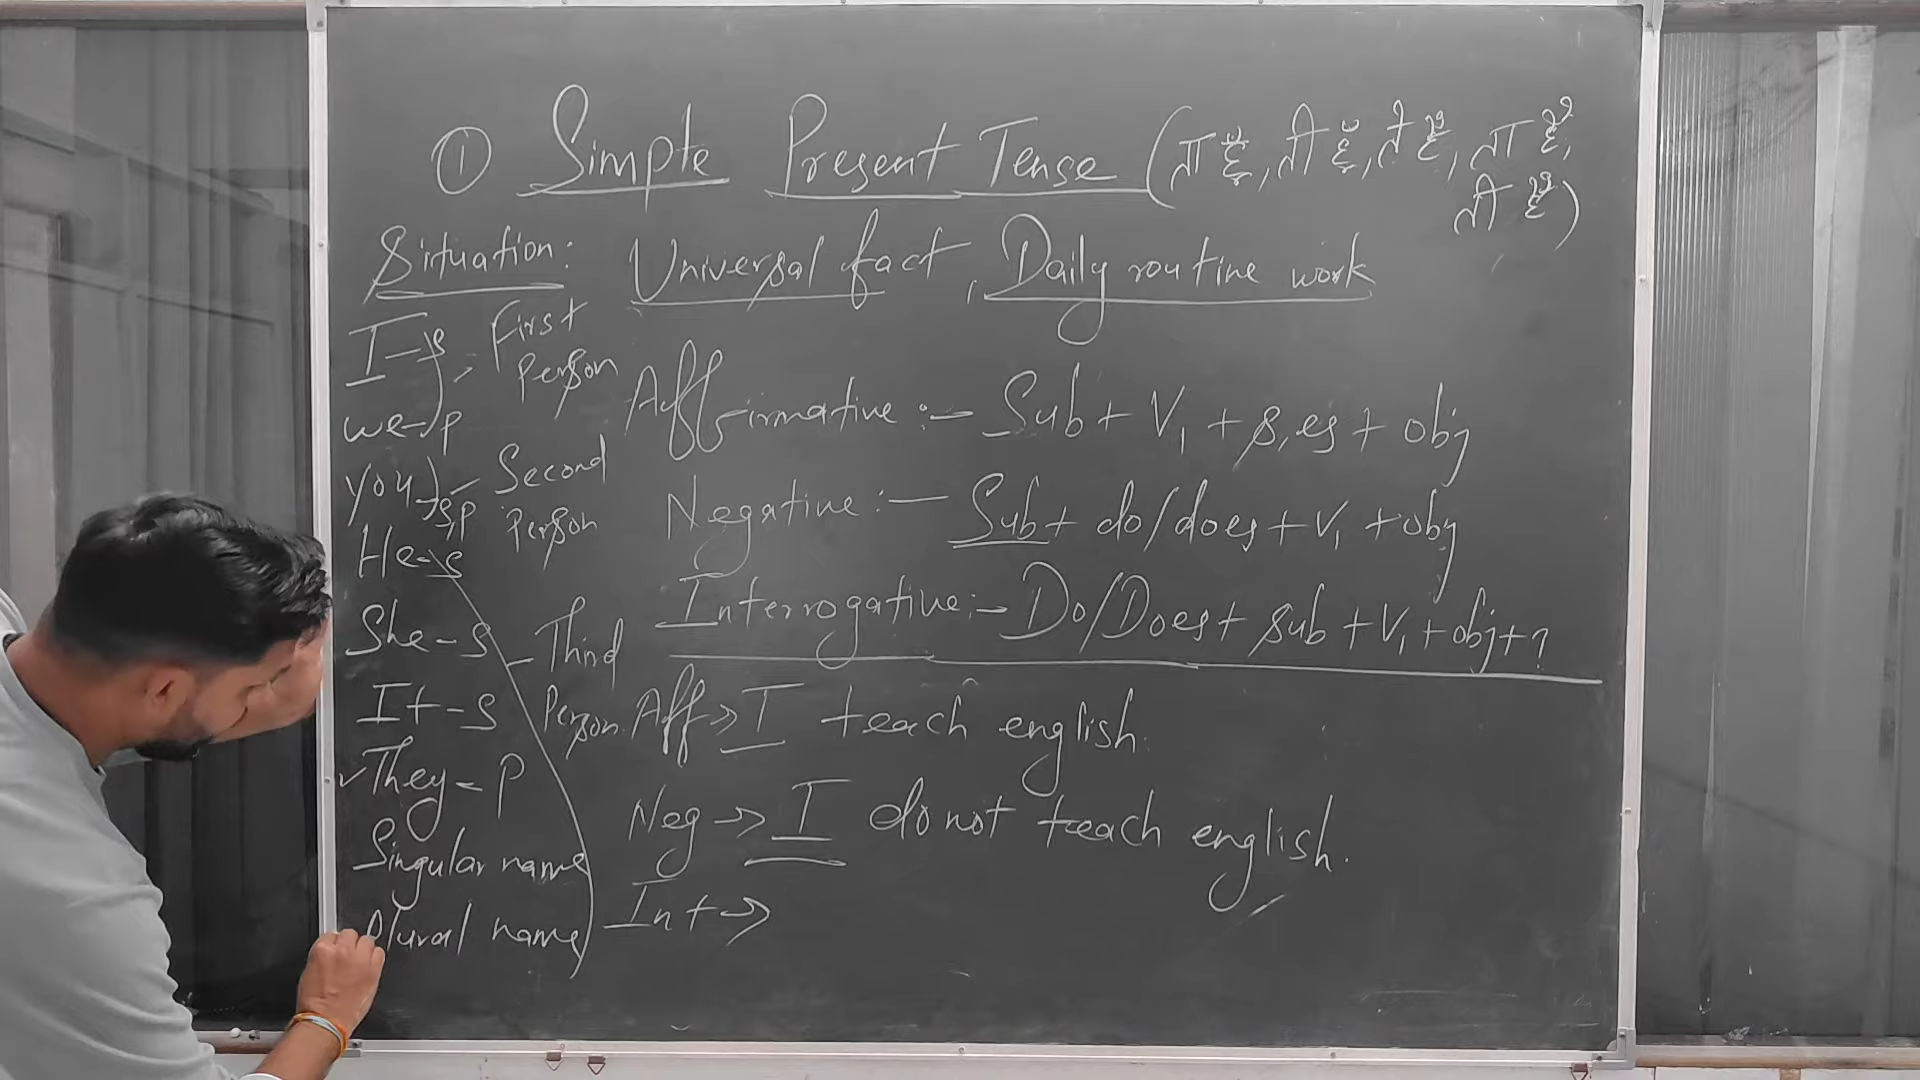 ① Simple Present Tense (ता हूँ, ती हूँ, ते हैं, ता है,
ती है)
Situation: Universal fact, Daily routine work
I - s
First
Person
we - p
you - s,p
Second
Person
He - s
She - s
It - s
They - p
Singular name
Plural name
Third
Person
Affirmative :- Sub + V1 + s, es + obj
Negative :- Sub + do/does + V1 + obj
Interrogative :- Do/Does + sub + V1 + obj + ?
Aff → I teach english.
Neg → I do not teach english.
Int →